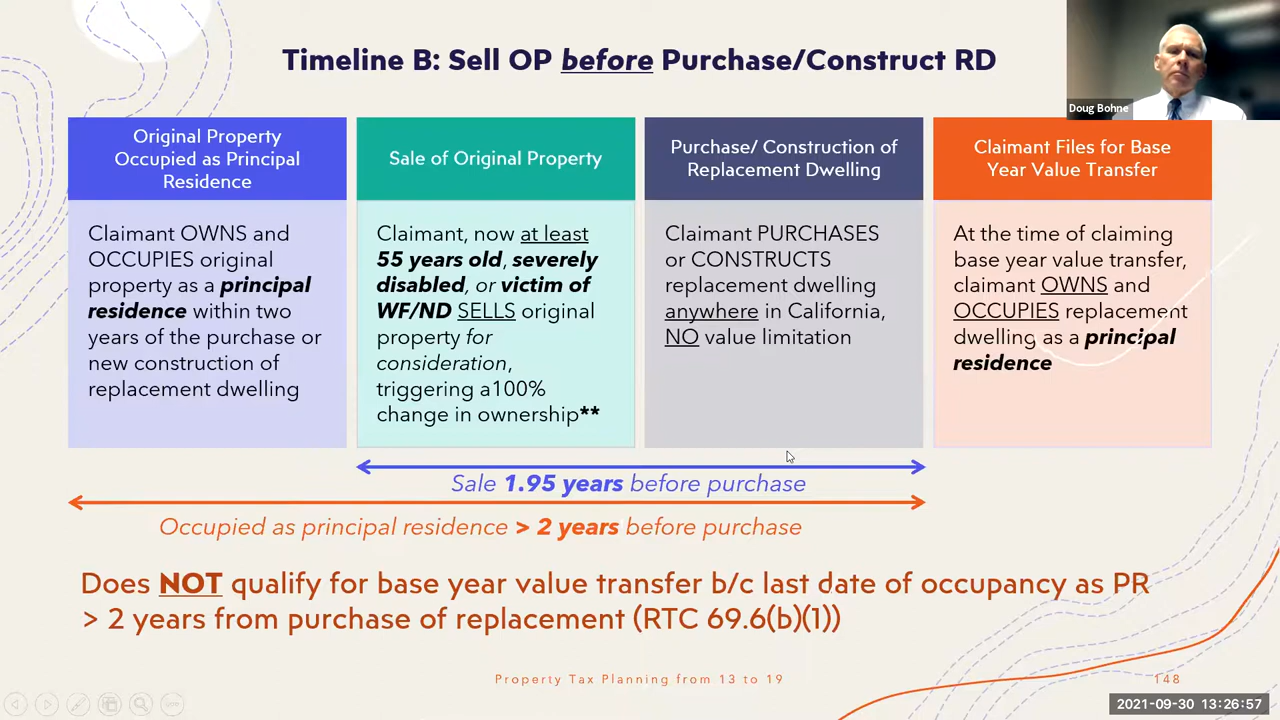 Timeline B: Sell OP before Purchase/Construct RD
Doug Bohne
Original Property
Occupied as Principal
Residence
Claimant OWNS and
OCCUPIES original
property as a principal
residence within two
years of the purchase or
new construction of
replacement dwelling
Sale of Original Property
Claimant, now at least
55 years old, severely
disabled, or victim of
WF/ND SELLS original
property for
consideration,
triggering a100%
change in ownership**
Purchase/ Construction of
Replacement Dwelling
Claimant PURCHASES
or CONSTRUCTS
replacement dwelling
anywhere in California,
NO value limitation
Claimant Files for Base
Year Value Transfer
At the time of claiming
base year value transfer,
claimant OWNS and
OCCUPIES replacement
dwelling as a principal
residence
Sale 1.95 years before purchase
Occupied as principal residence > 2 years before purchase
Does NOT qualify for base year value transfer b/c last date of occupancy as PR
> 2 years from purchase of replacement (RTC 69.6(b)(1))
Property Tax Planning from 13 to 19
148
2021-09-30 13:26:57